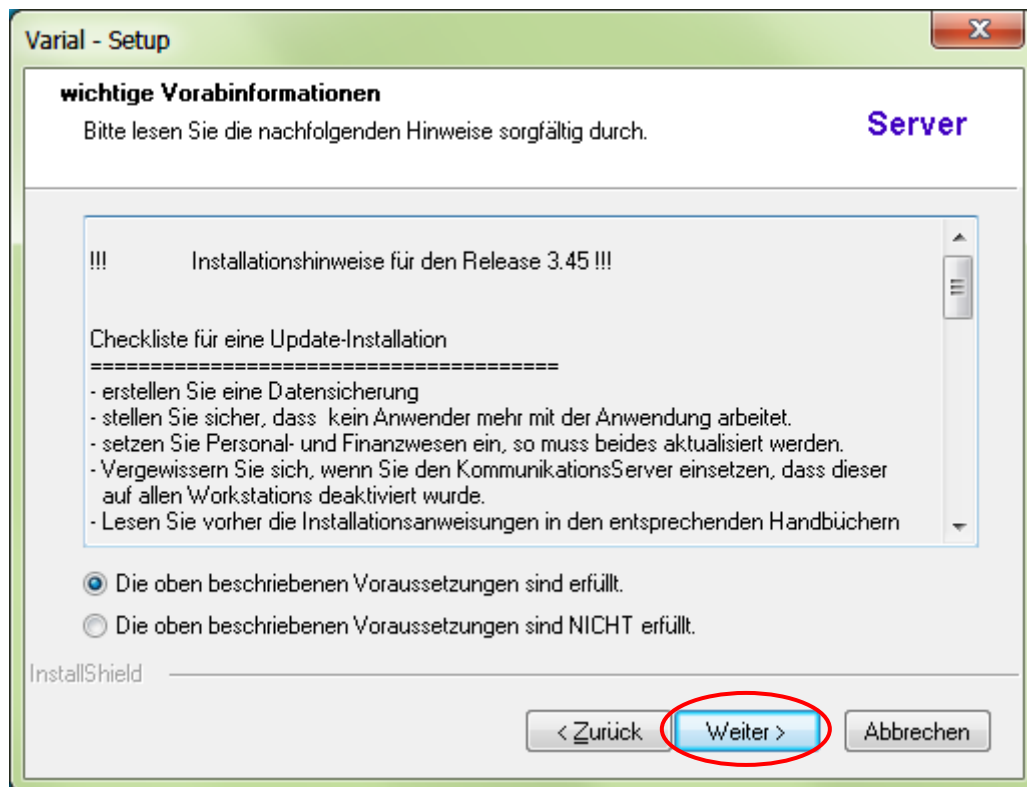 Varial - Setup
wichtige Vorabinformationen
Bitte lesen Sie die nachfolgenden Hinweise sorgfältig durch.
Server
!!! Installationshinweise für den Release 3.45 !!!
Checkliste für eine Update-Installation
=======================================
- erstellen Sie eine Datensicherung
- stellen Sie sicher, dass  kein Anwender mehr mit der Anwendung arbeitet.
- setzen Sie Personal- und Finanzwesen ein, so muss beides aktualisiert werden.
- Vergewissern Sie sich, wenn Sie den KommunikationsServer einsetzen, dass dieser
auf allen Workstations deaktiviert wurde.
- Lesen Sie vorher die Installationsanweisungen in den entsprechenden Handbüchern
Die oben beschriebenen Voraussetzungen sind erfüllt.
Die oben beschriebenen Voraussetzungen sind NICHT erfüllt.
InstallShield
< Zurück Weiter > Abbrechen